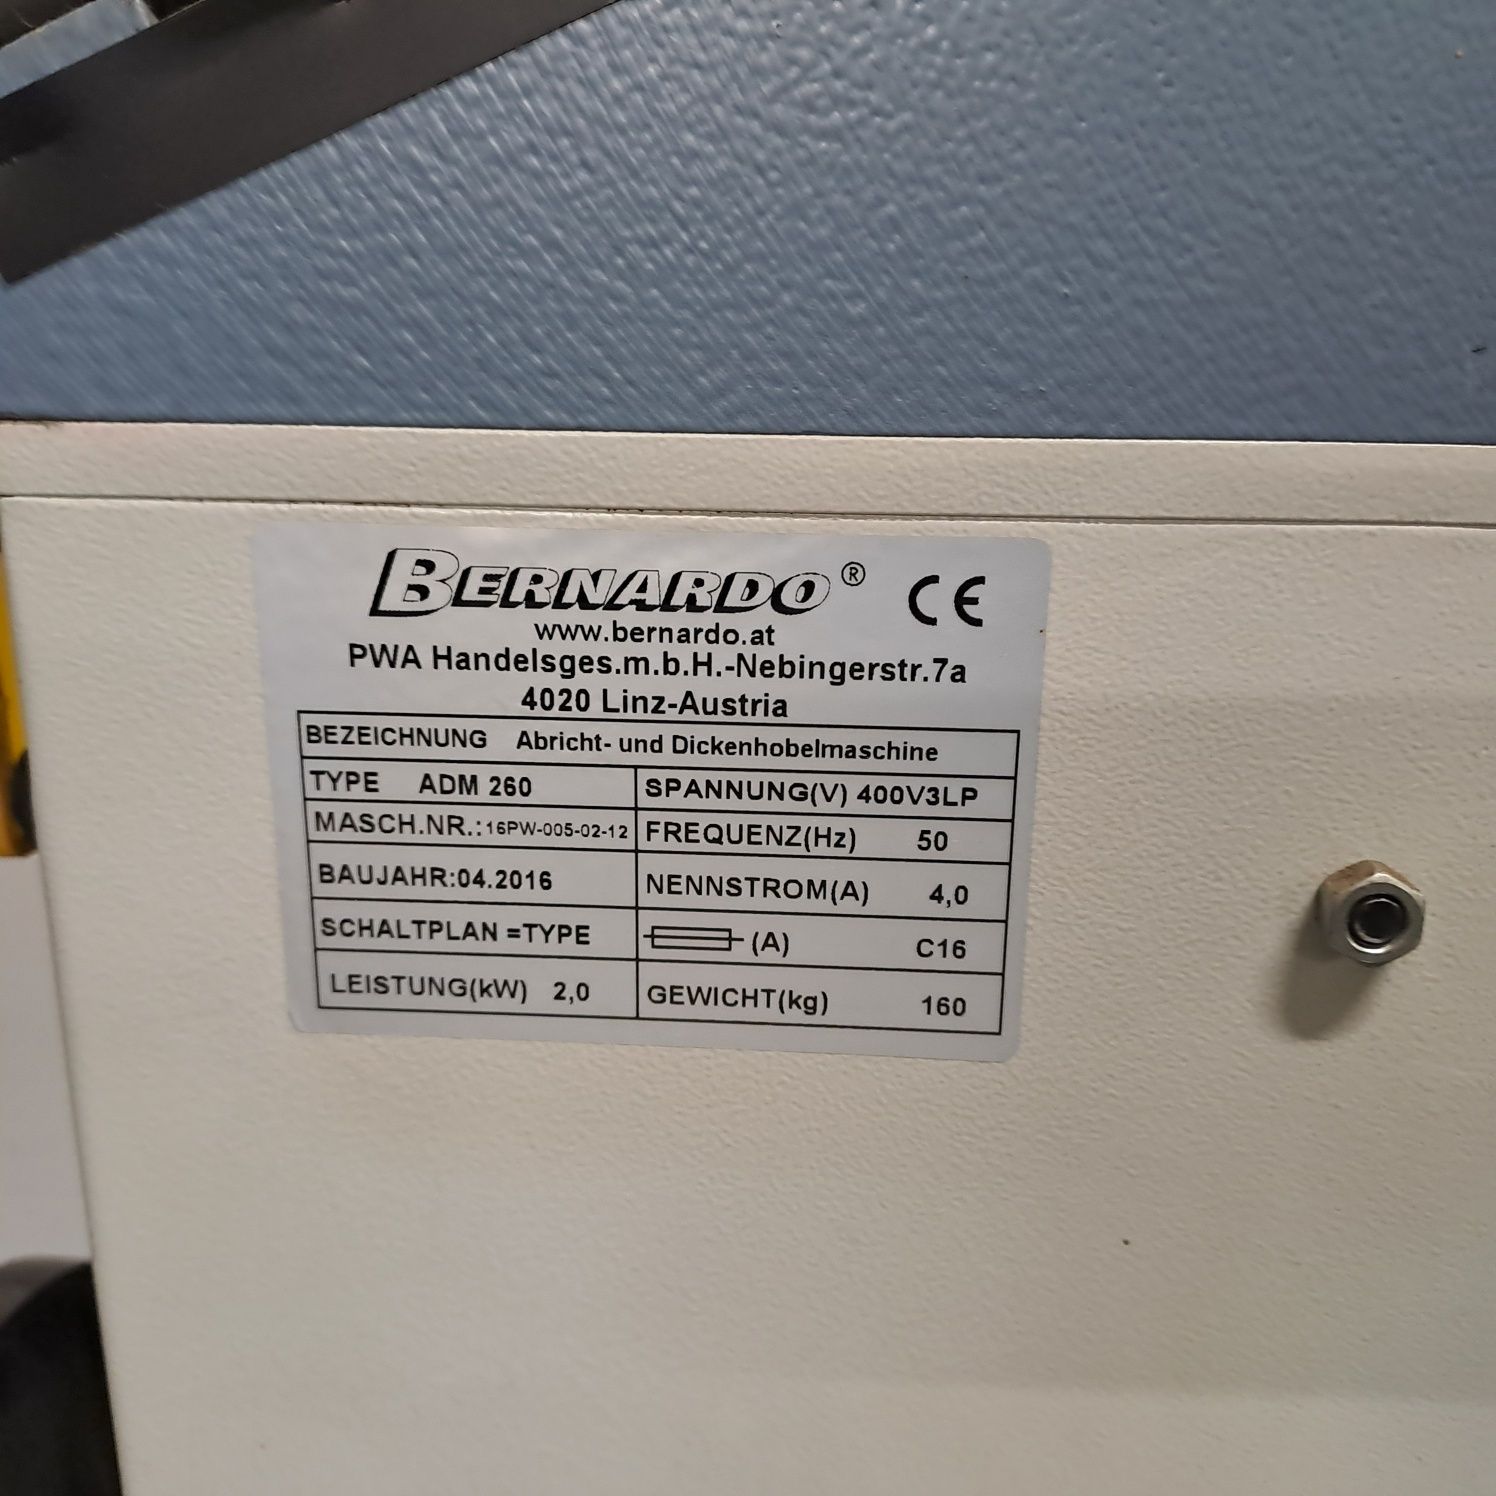 BERNARDO® CE
www.bernardo.at
PWA Handelsges.m.b.H.-Nebingerstr.7a
4020 Linz-Austria
BEZEICHNUNG Abricht- und Dickenhobelmaschine
TYPE ADM 260 SPANNUNG(V) 400V3LP
MASCH.NR.:16PW-005-02-12 FREQUENZ(Hz) 50
BAUJAHR:04.2016 NENNSTROM(A) 4,0
SCHALTPLAN =TYPE (A) C16
LEISTUNG(kW) 2,0 GEWICHT(kg) 160